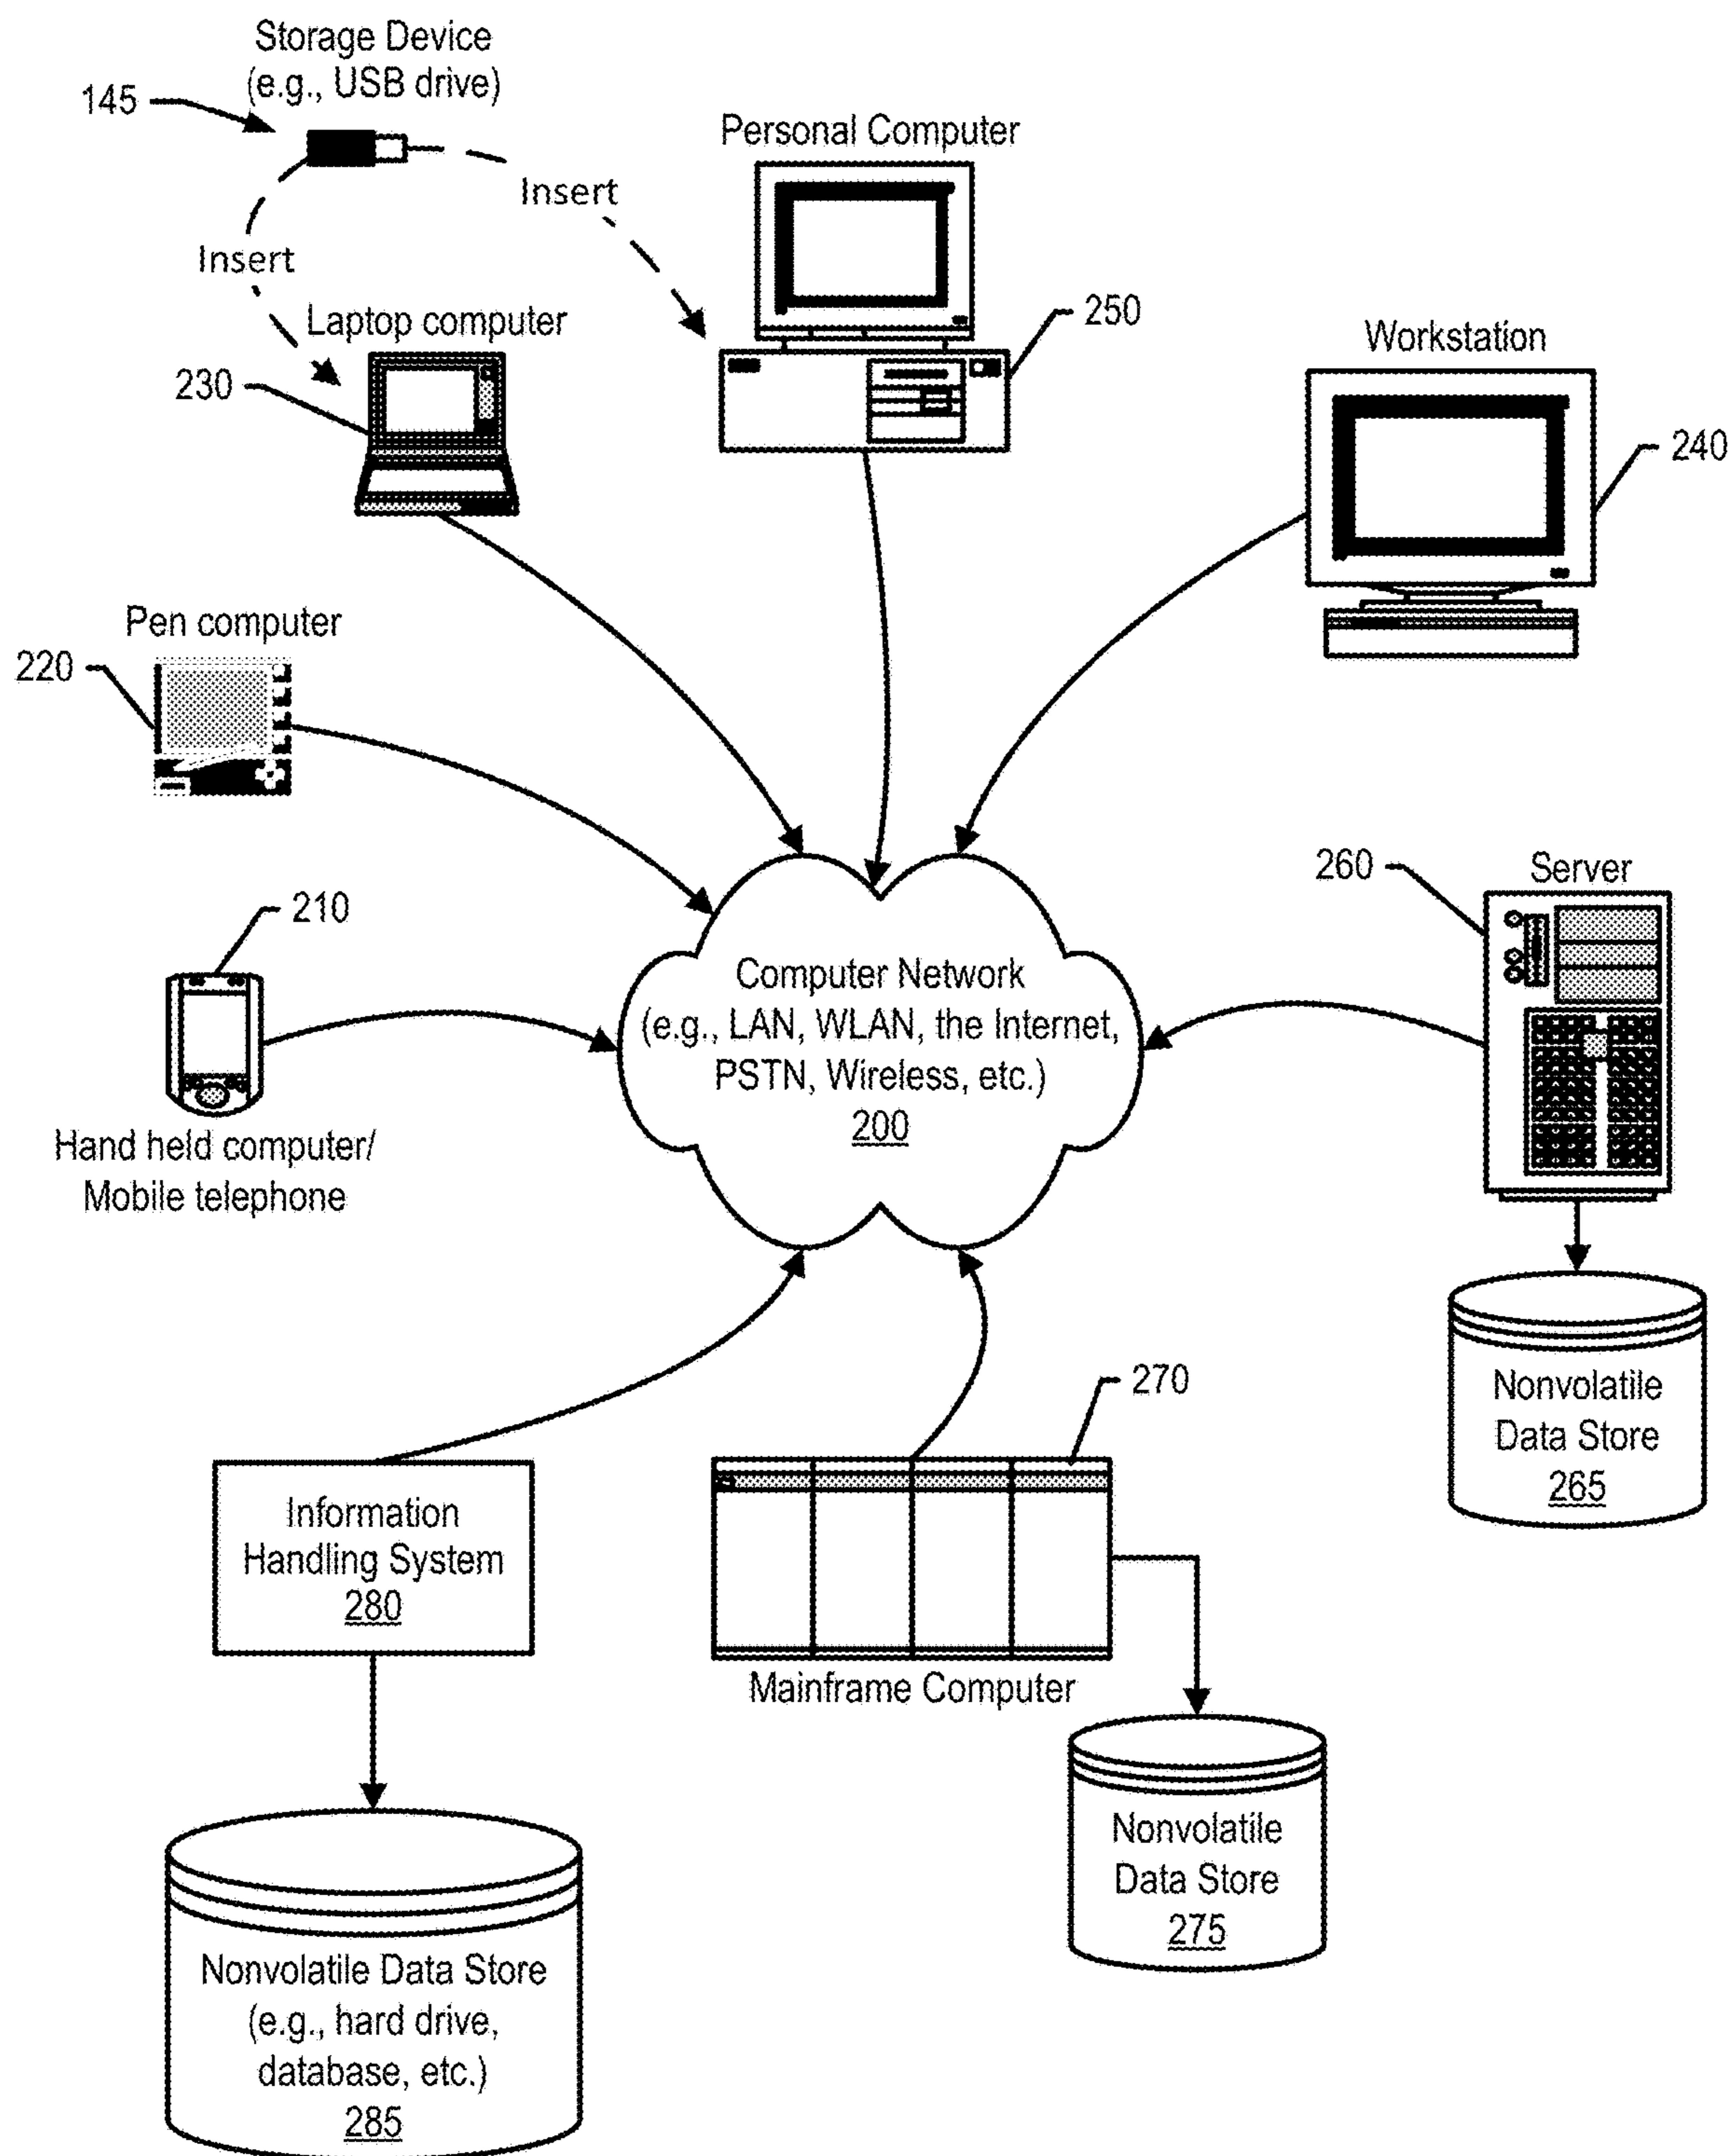 Storage Device
(e.g., USB drive)
145
Personal Computer
Insert
Insert
Laptop computer
250
Workstation
230
240
Pen computer
220
260
Server
210
Computer Network
(e.g., LAN, WLAN, the Internet,
PSTN, Wireless, etc.)
200
Hand held computer/
Mobile telephone
270
Nonvolatile
Data Store
265
Information
Handling System
280
Mainframe Computer
Nonvolatile
Data Store
275
Nonvolatile Data Store
(e.g., hard drive,
database, etc.)
285